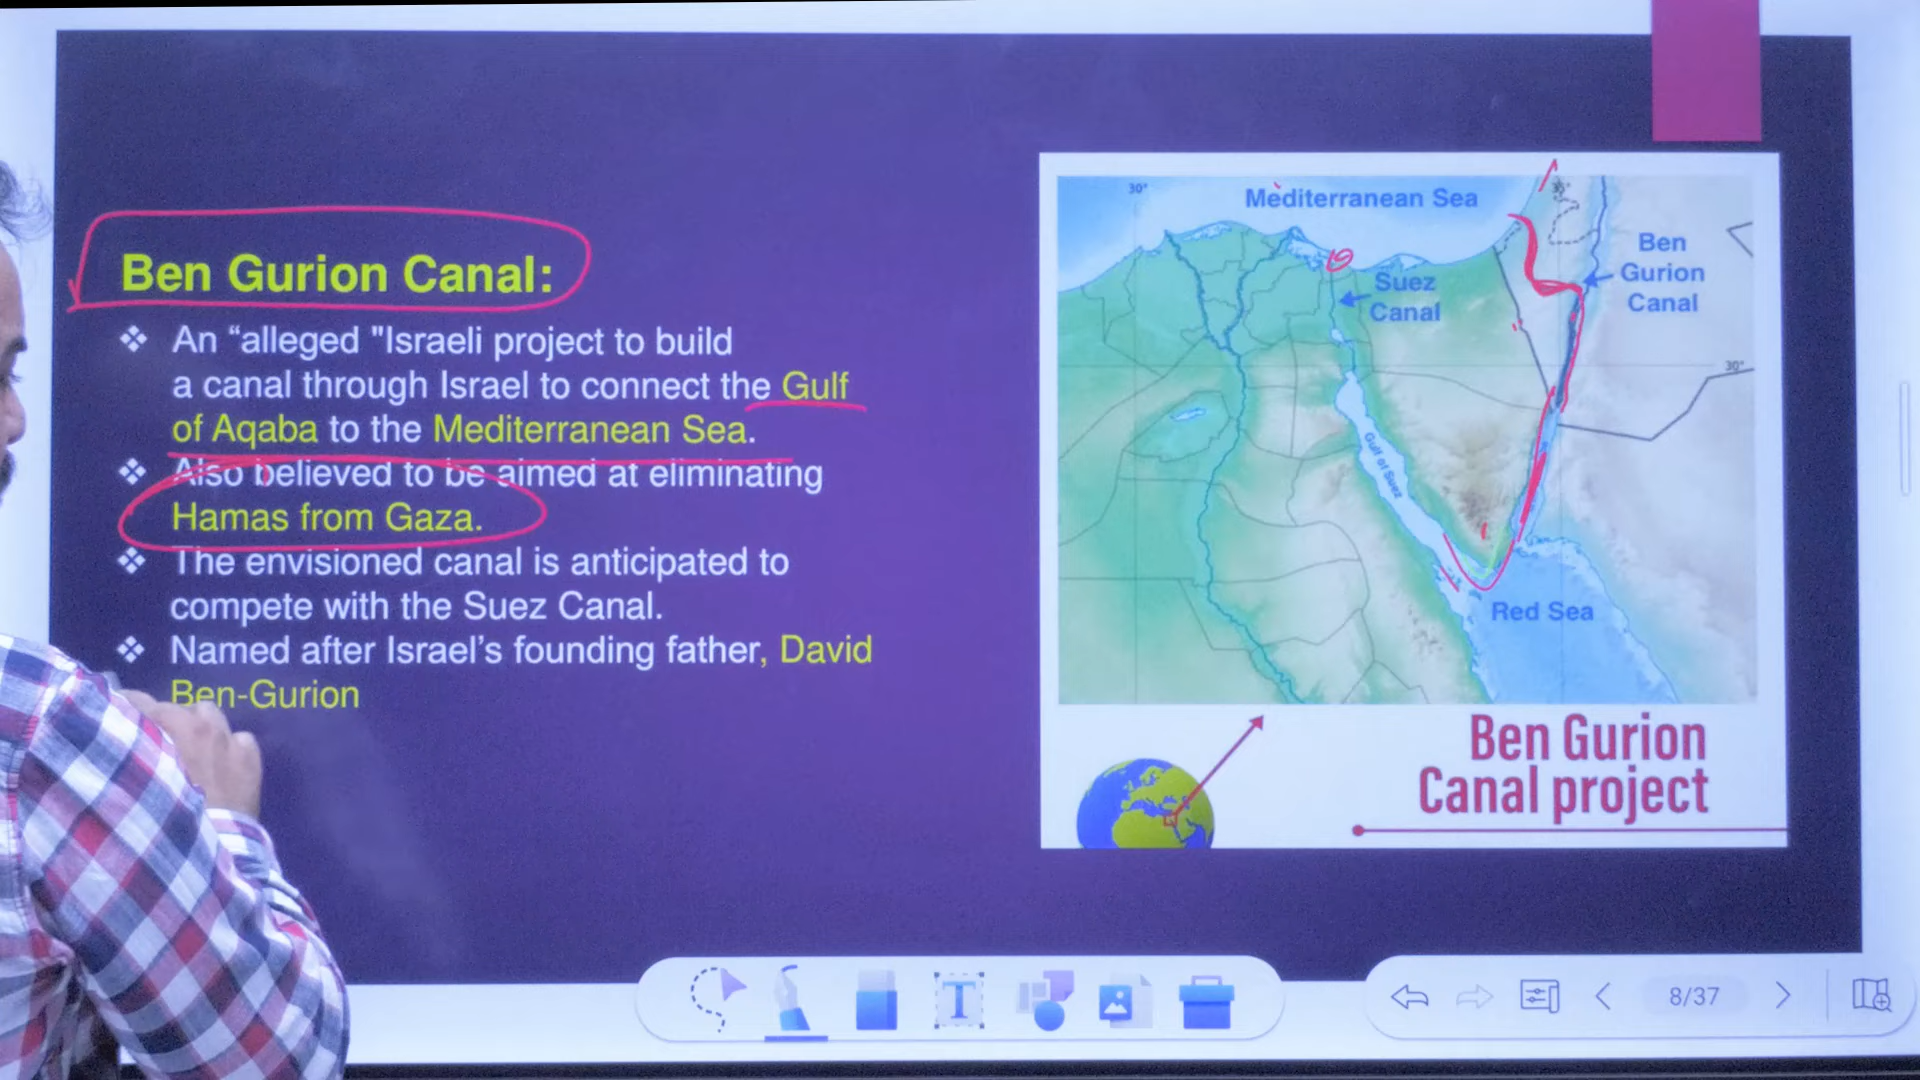 Ben Gurion Canal:
An “alleged "Israeli project to build
a canal through Israel to connect the Gulf
of Aqaba to the Mediterranean Sea.
Also believed to be aimed at eliminating
Hamas from Gaza.
The envisioned canal is anticipated to
compete with the Suez Canal.
Named after Israel’s founding father, David
Ben-Gurion
30°
Mediterranean Sea
Ben
Gurion
Canal
Suez
Canal
30°
Gulf of Suez
Red Sea
Ben Gurion
Canal project
T
8/37